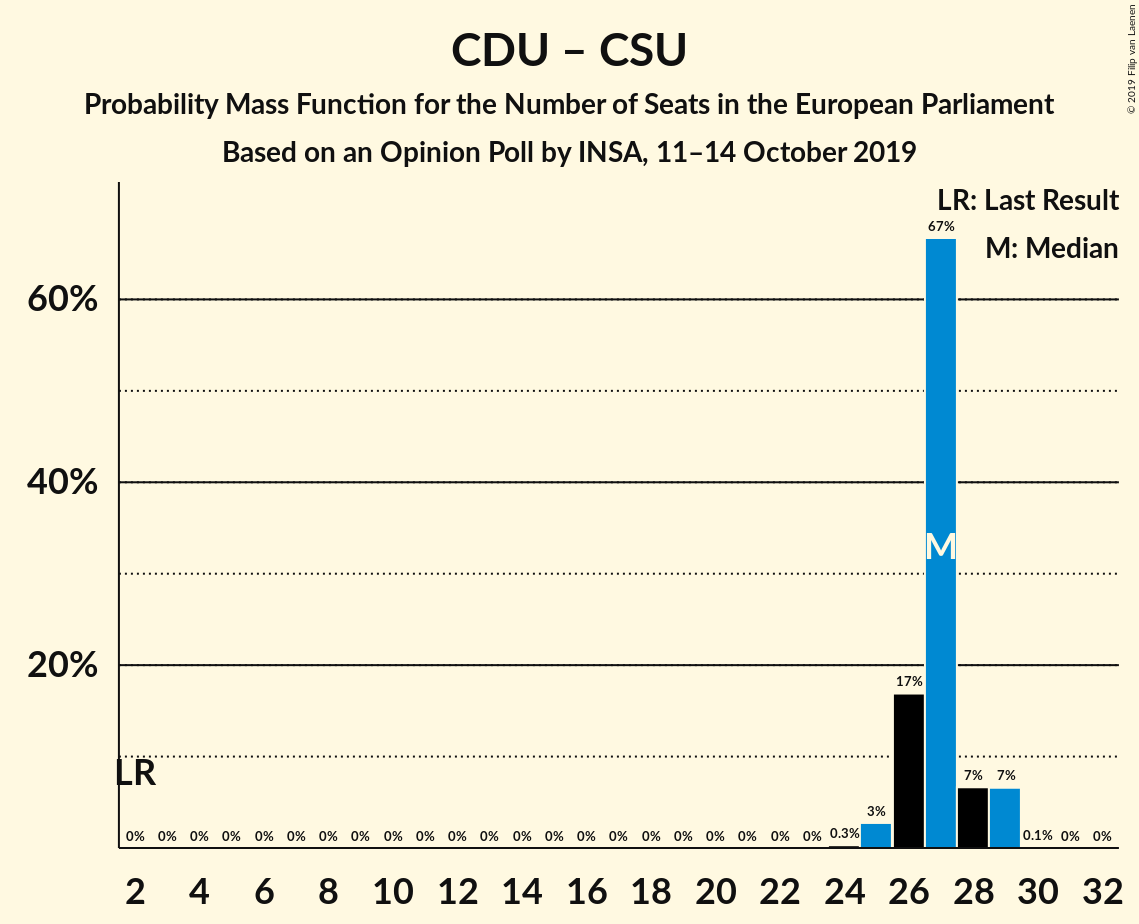 CDU – CSU
Probability Mass Function for the Number of Seats in the European Parliament
Based on an Opinion Poll by INSA, 11–14 October 2019
© 2019 Filip van Laenen
LR: Last Result
M: Median
67%
60%
40%
M
20%
17%
LR
7% 7%
3%
0% 0% 0% 0% 0% 0% 0% 0% 0% 0% 0% 0% 0% 0% 0% 0% 0% 0% 0% 0% 0% 0% 0.3% 0.1% 0% 0%
2 4 6 8 10 12 14 16 18 20 22 24 26 28 30 32